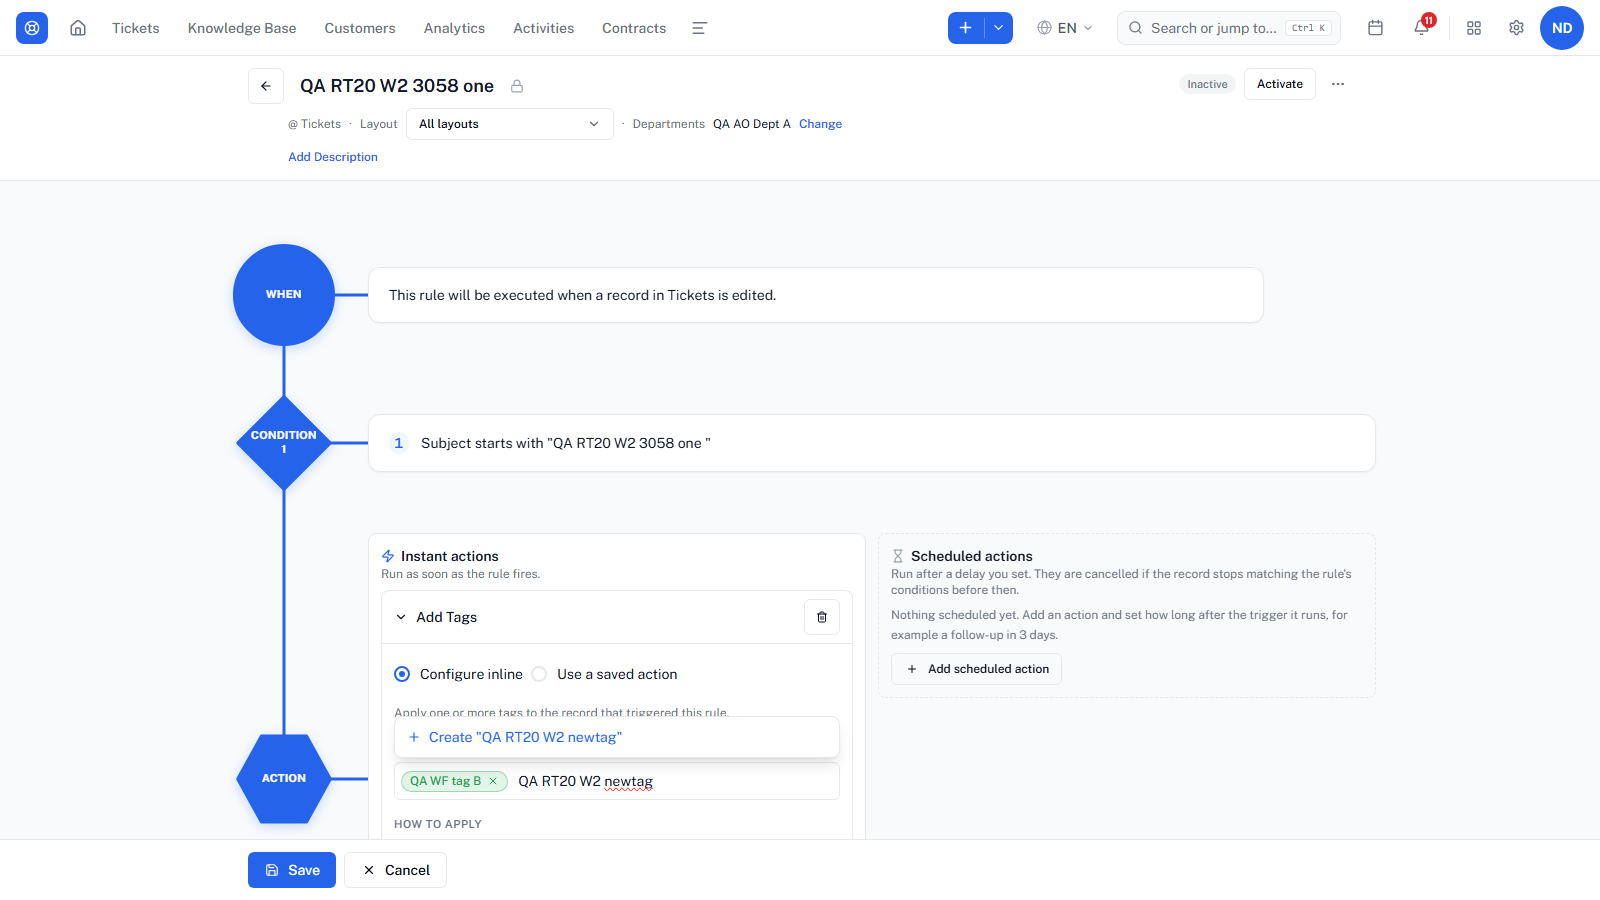 Tickets Knowledge Base Customers Analytics Activities Contracts EN Search or jump to... Ctrl K 11 ND
QA RT20 W2 3058 one Inactive Activate
@ Tickets · Layout All layouts · Departments QA AO Dept A Change
Add Description
WHEN This rule will be executed when a record in Tickets is edited.
CONDITION
1
1 Subject starts with "QA RT20 W2 3058 one "
Instant actions
Run as soon as the rule fires.
Add Tags
Configure inline Use a saved action
Apply one or more tags to the record that triggered this rule.
+ Create "QA RT20 W2 newtag"
QA WF tag B × QA RT20 W2 newtag
HOW TO APPLY
Scheduled actions
Run after a delay you set. They are cancelled if the record stops matching the rule's
conditions before then.
Nothing scheduled yet. Add an action and set how long after the trigger it runs, for
example a follow-up in 3 days.
+ Add scheduled action
ACTION
Save Cancel